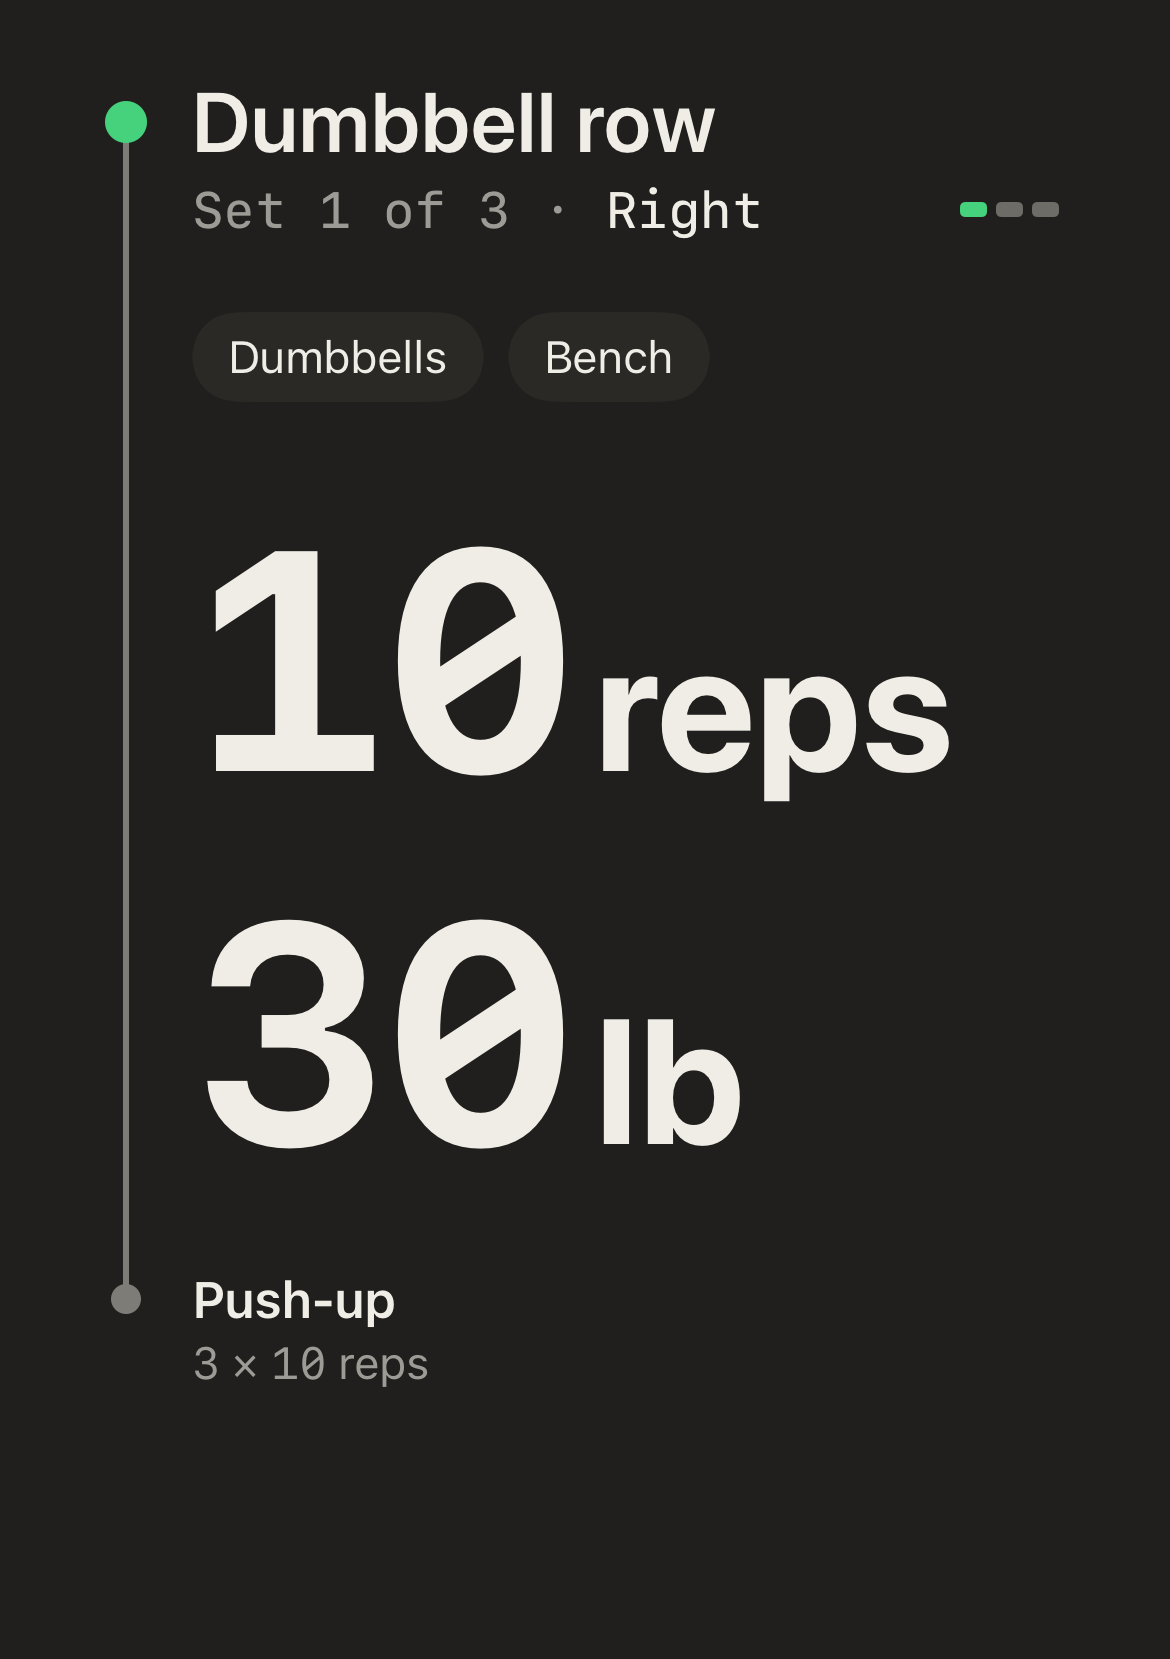 Dumbbell row
Set 1 of 3 · Right
Dumbbells Bench
10 reps
30 lb
Push-up
3 × 10 reps